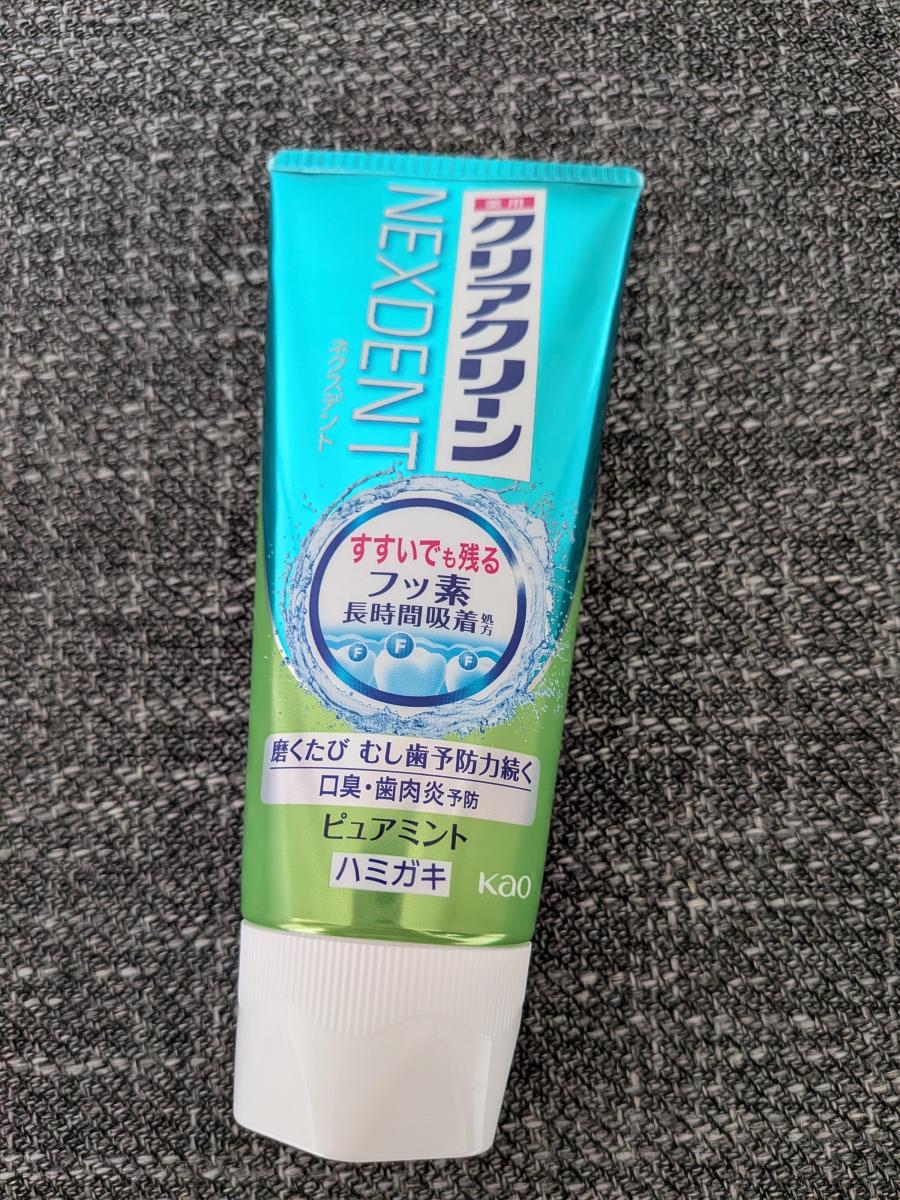 薬用
クリアクリーン
NEXDENT
ネクスデント
すすいでも残る
フッ素
長時間吸着処方
F F F
磨くたび むし歯予防力続く
口臭・歯肉炎予防
ピュアミント
ハミガキ
Kao